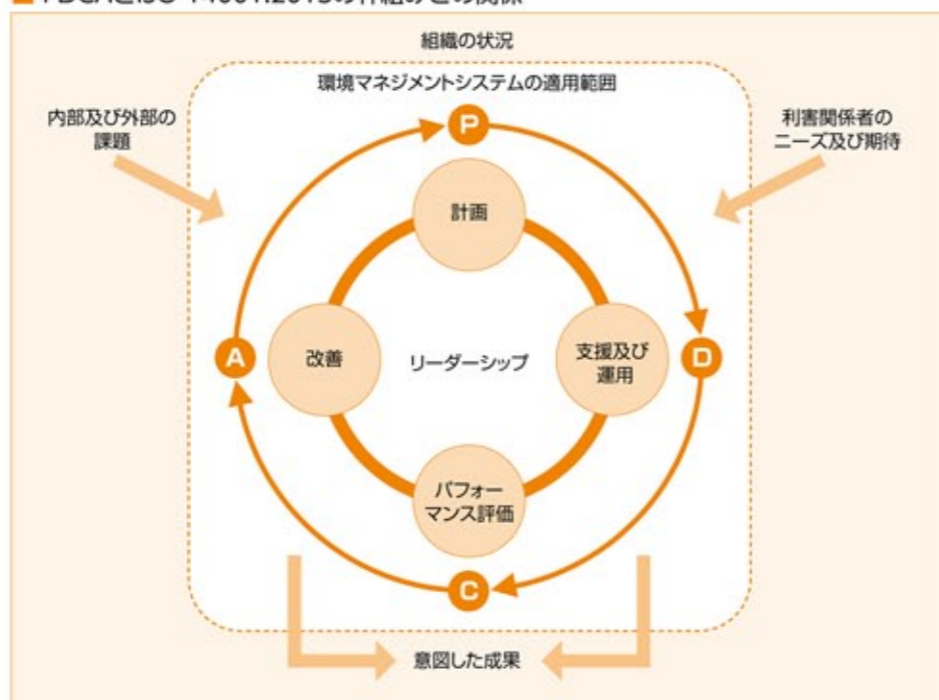 組織の状況
環境マネジメントシステムの適用範囲
内部及び外部の
課題
利害関係者の
ニーズ及び期待
P
計画
A
改善
リーダーシップ
支援及び
運用
D
パフォー
マンス評価
C
意図した成果